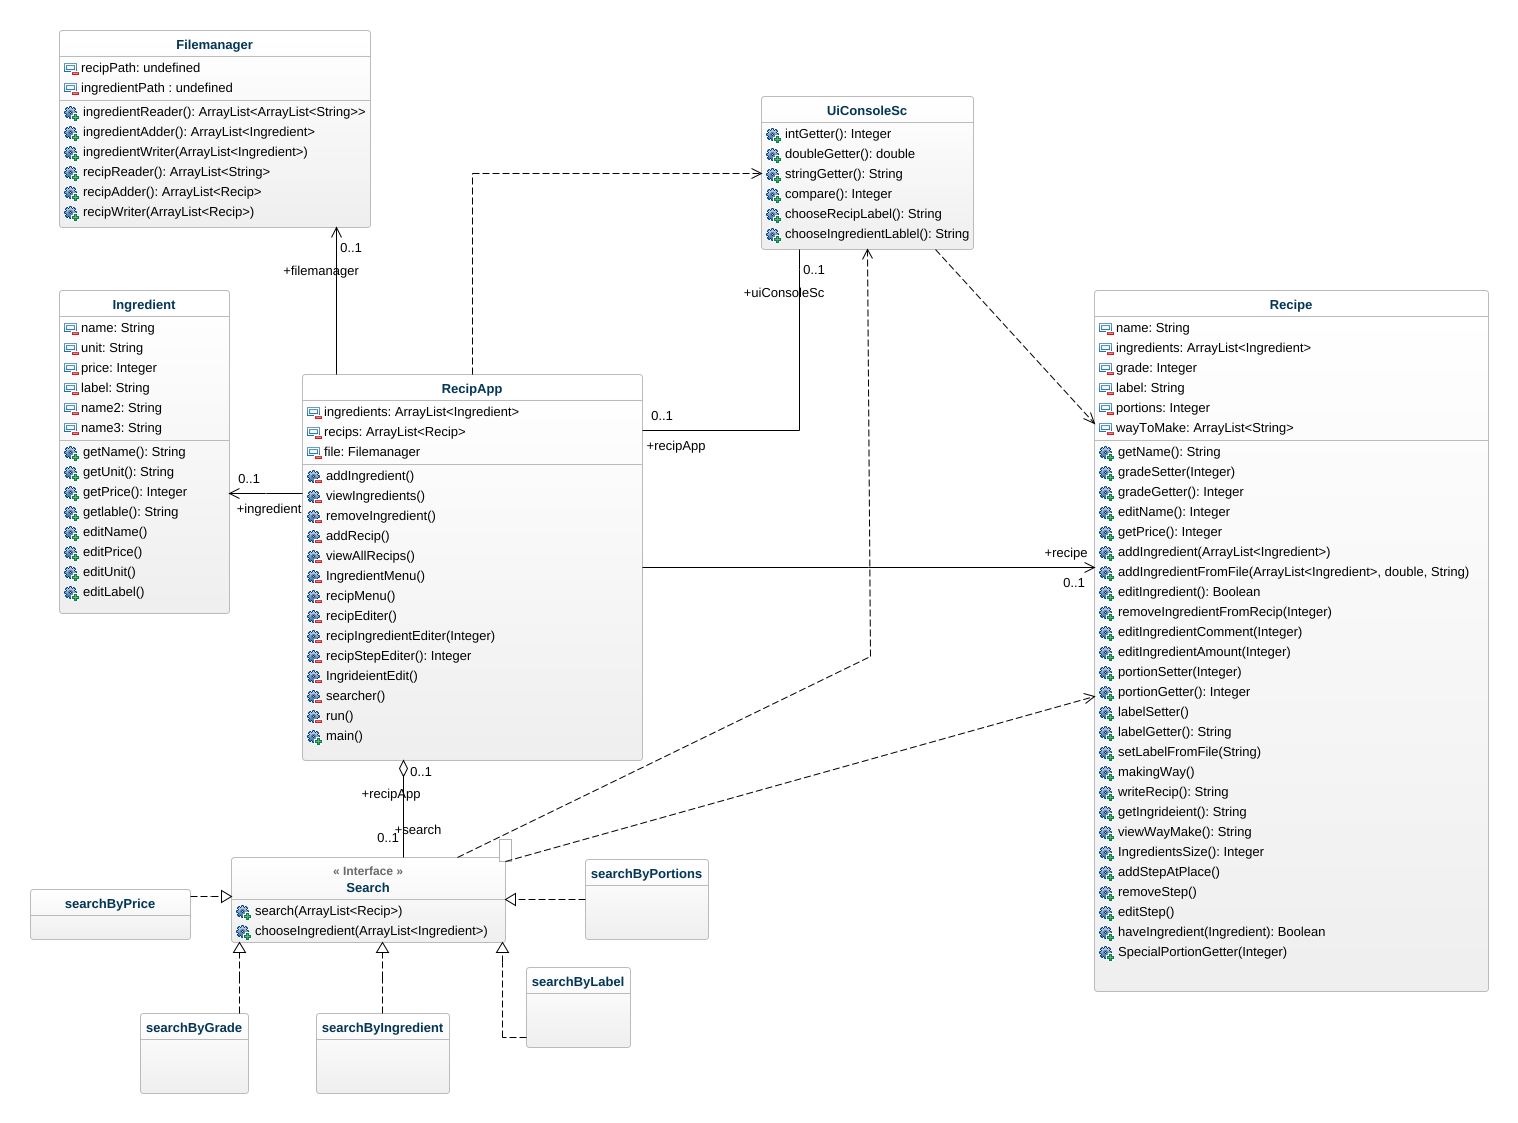 Filemanager
recipPath: undefined
ingredientPath : undefined
ingredientReader(): ArrayList<ArrayList<String>>
ingredientAdder(): ArrayList<Ingredient>
ingredientWriter(ArrayList<Ingredient>)
recipReader(): ArrayList<String>
recipAdder(): ArrayList<Recip>
recipWriter(ArrayList<Recip>)
0..1
+filemanager
UiConsoleSc
intGetter(): Integer
doubleGetter(): double
stringGetter(): String
compare(): Integer
chooseRecipLabel(): String
chooseIngredientLablel(): String
0..1
+uiConsoleSc
Ingredient
name: String
unit: String
price: Integer
label: String
name2: String
name3: String
getName(): String
getUnit(): String
getPrice(): Integer
getlable(): String
editName()
editPrice()
editUnit()
editLabel()
0..1
+ingredient
RecipApp
ingredients: ArrayList<Ingredient>
recips: ArrayList<Recip>
file: Filemanager
addIngredient()
viewIngredients()
removeIngredient()
addRecip()
viewAllRecips()
IngredientMenu()
recipMenu()
recipEditer()
recipIngredientEditer(Integer)
recipStepEditer(): Integer
IngrideientEdit()
searcher()
run()
main()
0..1
+recipApp
+recipe
0..1
Recipe
name: String
ingredients: ArrayList<Ingredient>
grade: Integer
label: String
portions: Integer
wayToMake: ArrayList<String>
getName(): String
gradeSetter(Integer)
gradeGetter(): Integer
editName(): Integer
getPrice(): Integer
addIngredient(ArrayList<Ingredient>)
addIngredientFromFile(ArrayList<Ingredient>, double, String)
editIngredient(): Boolean
removeIngredientFromRecip(Integer)
editIngredientComment(Integer)
editIngredientAmount(Integer)
portionSetter(Integer)
portionGetter(): Integer
labelSetter()
labelGetter(): String
setLabelFromFile(String)
makingWay()
writeRecip(): String
getIngrideient(): String
viewWayMake(): String
IngredientsSize(): Integer
addStepAtPlace()
removeStep()
editStep()
haveIngredient(Ingredient): Boolean
SpecialPortionGetter(Integer)
0..1
+recipApp
+search
0..1
« Interface »
Search
search(ArrayList<Recip>)
chooseIngredient(ArrayList<Ingredient>)
searchByPrice
searchByPortions
searchByLabel
searchByGrade
searchByIngredient